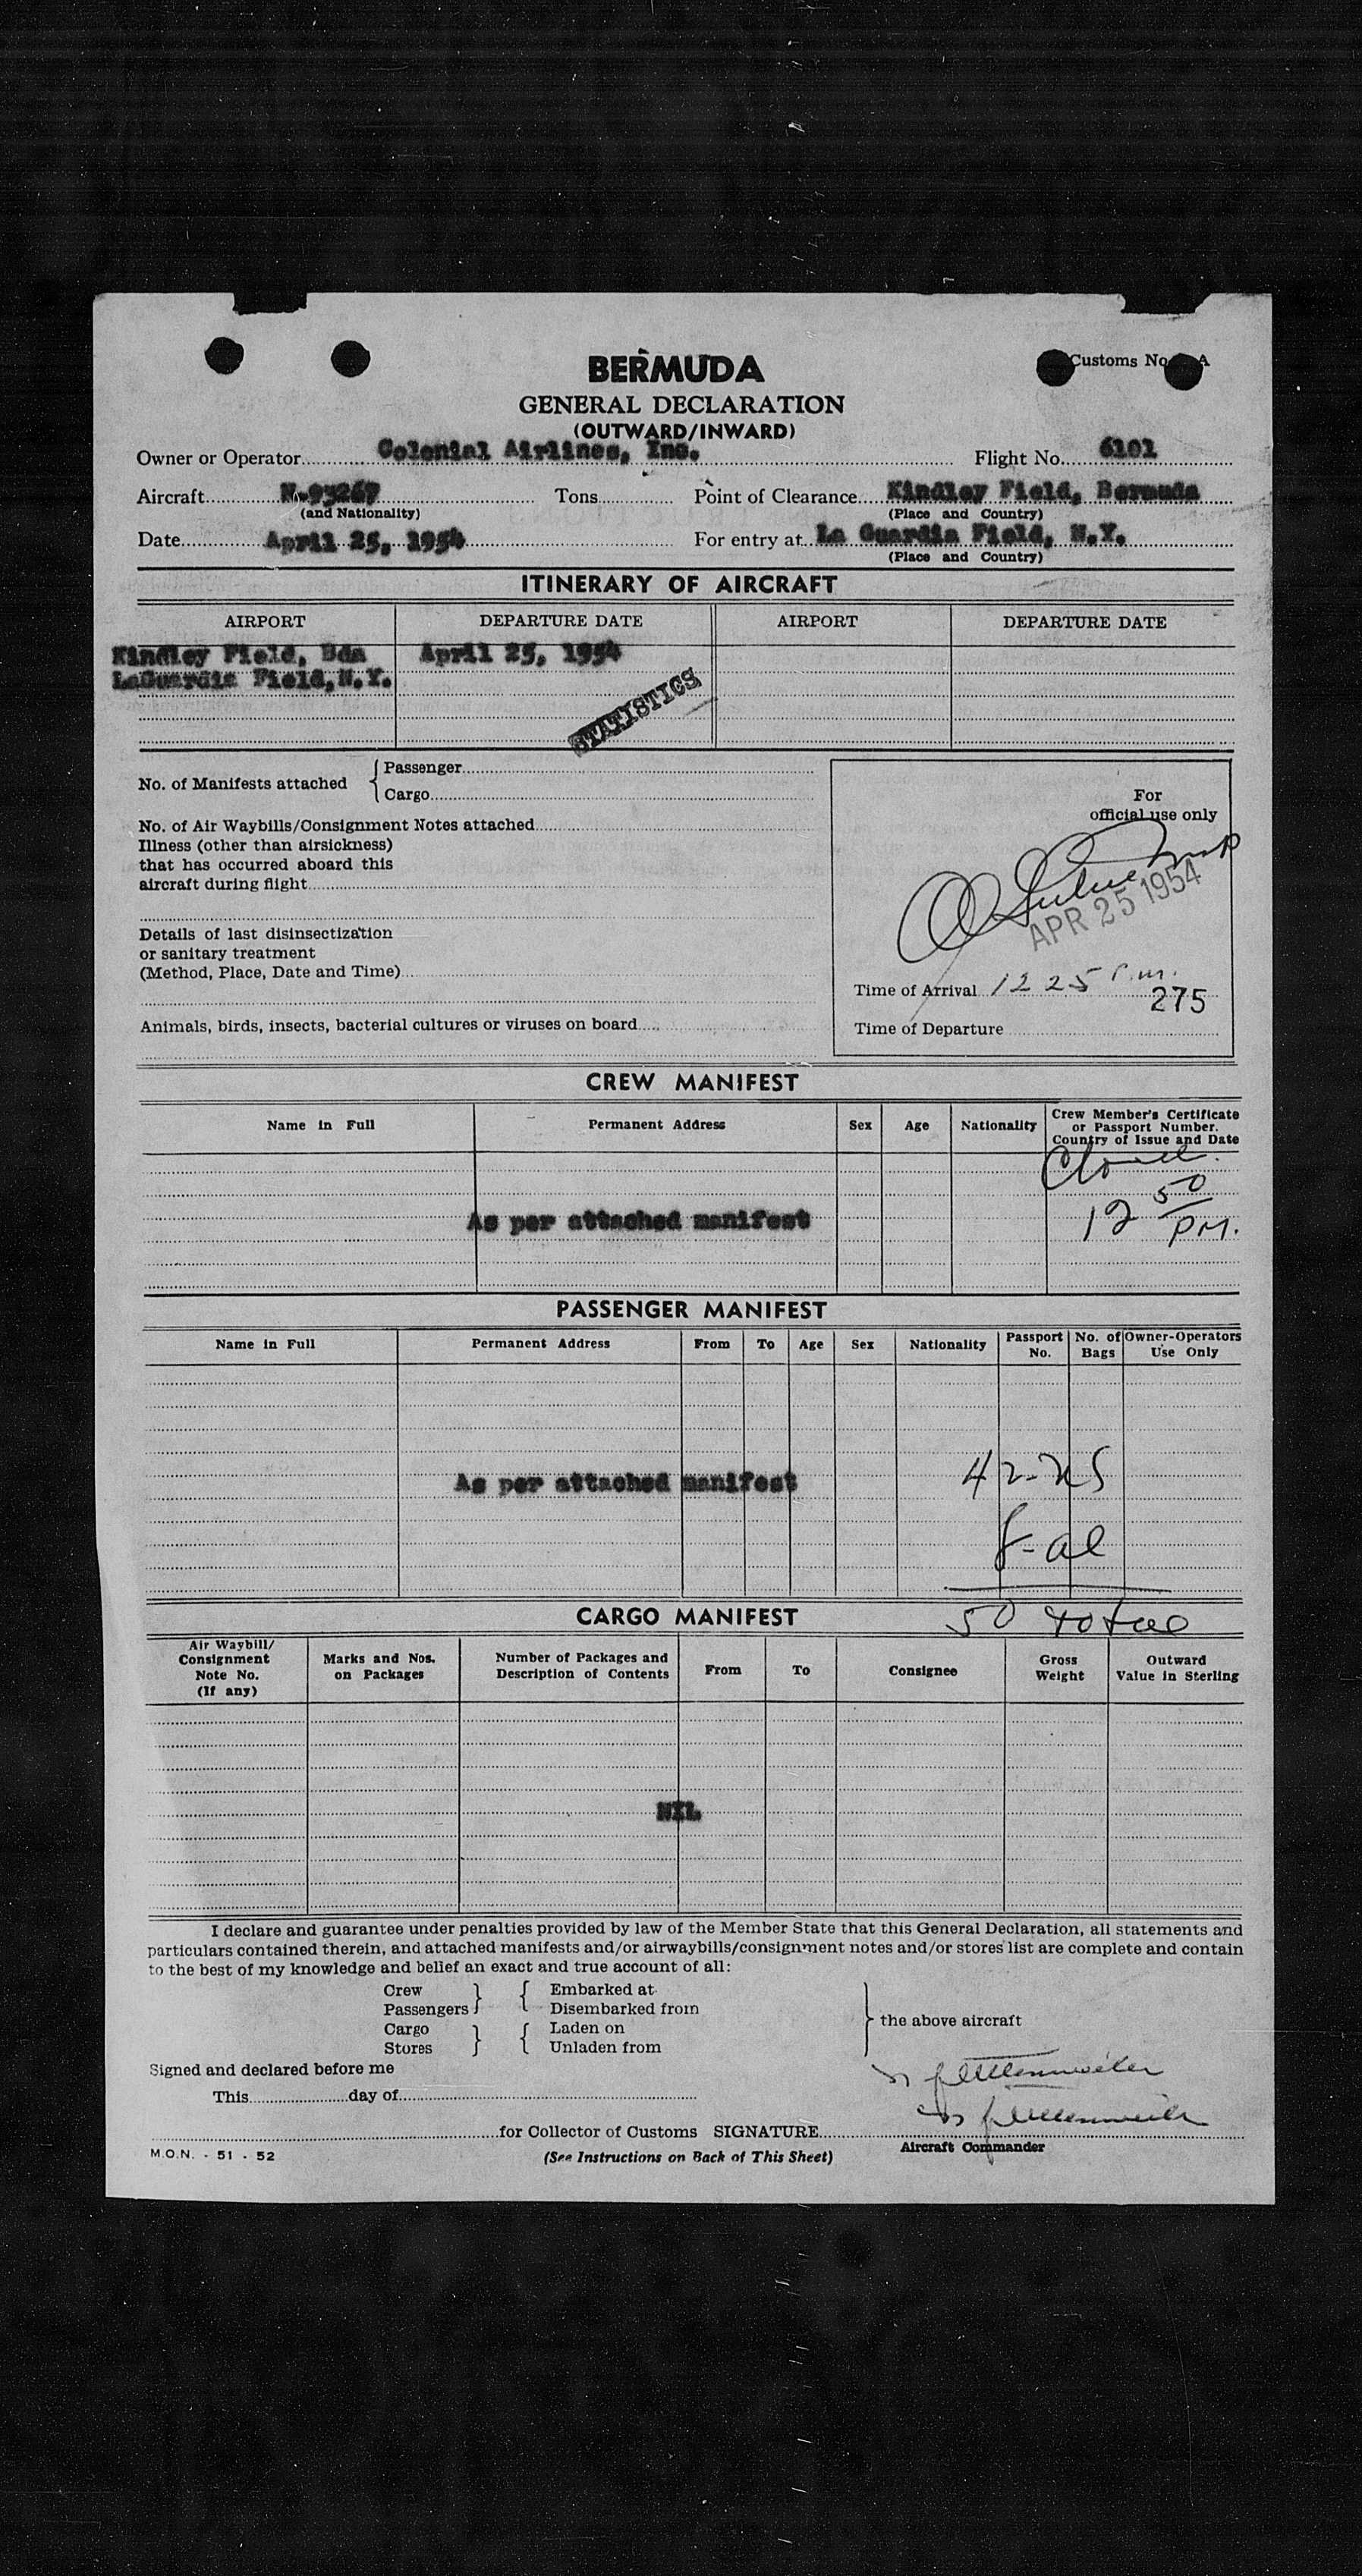 BERMUDA
Customs No. A
GENERAL DECLARATION
(OUTWARD/INWARD)
Owner or Operator Colonial Airlines, Inc. Flight No. 6101
Aircraft N-93267 Tons Point of Clearance Kindley Field, Bermuda
(and Nationality) (Place and Country)
Date April 25, 1954 For entry at La Guardia Field, N.Y.
(Place and Country)
ITINERARY OF AIRCRAFT
AIRPORT DEPARTURE DATE AIRPORT DEPARTURE DATE
Kindley Field, Bda April 25, 1954
LaGuardia Field, N.Y.
STATISTICS
No. of Manifests attached { Passenger
Cargo
For
official use only
No. of Air Waybills/Consignment Notes attached
Illness (other than airsickness)
that has occurred aboard this
aircraft during flight
APR 25 1954
Details of last disinsectization
or sanitary treatment
(Method, Place, Date and Time)
Time of Arrival 12 25 P.m.
275
Animals, birds, insects, bacterial cultures or viruses on board
Time of Departure
CREW MANIFEST
Name in Full Permanent Address Sex Age Nationality Crew Member's Certificate
or Passport Number.
Country of Issue and Date
As per attached manifest
12 50 PM.
PASSENGER MANIFEST
Name in Full Permanent Address From To Age Sex Nationality Passport No. No. of Bags Owner-Operators Use Only
As per attached manifest
42-US
8-al
50 total
CARGO MANIFEST
Air Waybill/ Consignment Note No. (If any) Marks and Nos. on Packages Number of Packages and Description of Contents From To Consignee Gross Weight Outward Value in Sterling
NIL
I declare and guarantee under penalties provided by law of the Member State that this General Declaration, all statements and
particulars contained therein, and attached manifests and/or airwaybills/consignment notes and/or stores list are complete and contain
to the best of my knowledge and belief an exact and true account of all:
Crew } { Embarked at
Passengers Disembarked from
Cargo } { Laden on
Stores Unladen from
} the above aircraft
Signed and declared before me
This day of
for Collector of Customs SIGNATURE
Aircraft Commander
M.O.N. - 51 - 52
(See Instructions on Back of This Sheet)